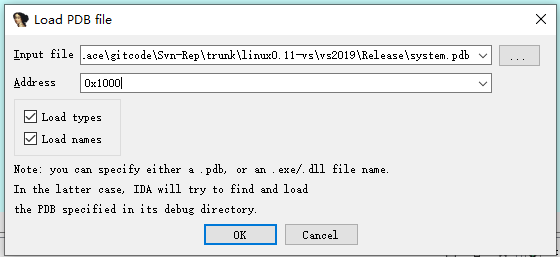 Load PDB file
Input file .ace\gitcode\Svn-Rep\trunk\linux0.11-vs\vs2019\Release\system.pdb ...
Address 0x1000
Load types
Load names
Note: you can specify either a .pdb, or an .exe/.dll file name.
In the latter case, IDA will try to find and load
the PDB specified in its debug directory.
OK Cancel